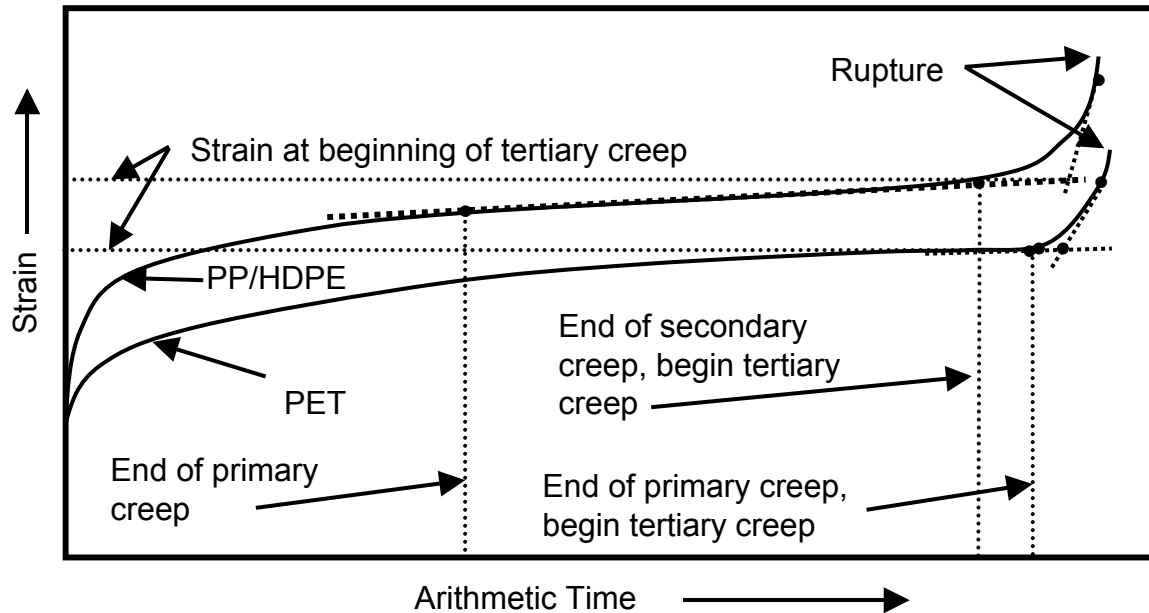 Rupture
Strain at beginning of tertiary creep
Strain
PP/HDPE
PET
End of secondary
creep, begin tertiary
creep
End of primary
creep
End of primary creep,
begin tertiary creep
Arithmetic Time